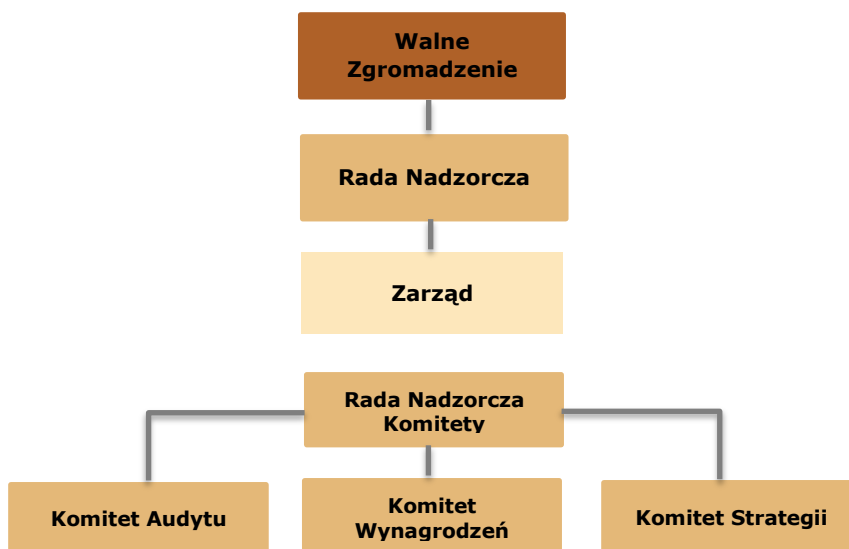 Walne
Zgromadzenie
Rada Nadzorcza
Zarząd
Rada Nadzorcza
Komitety
Komitet Audytu
Komitet
Wynagrodzeń
Komitet Strategii